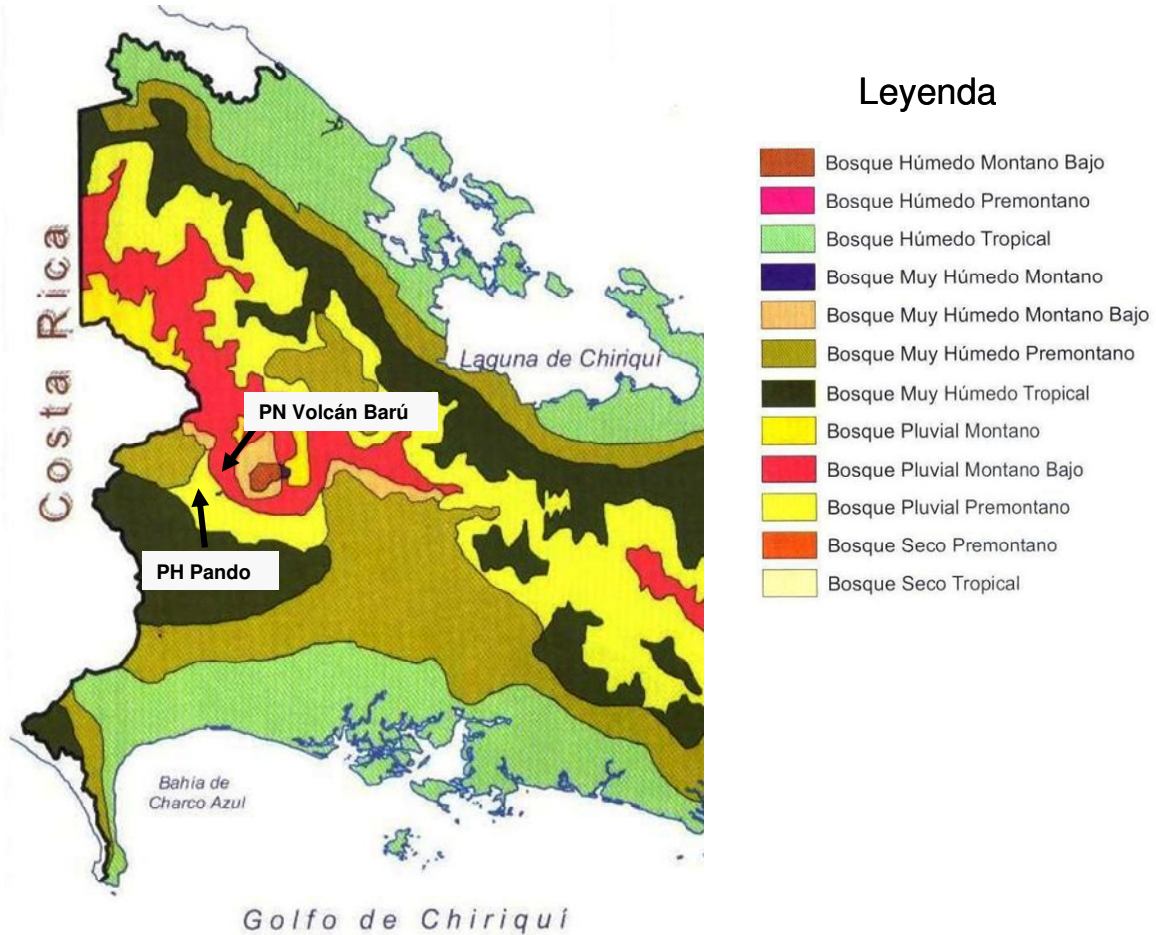 Leyenda
Bosque Húmedo Montano Bajo
Bosque Húmedo Premontano
Bosque Húmedo Tropical
Bosque Muy Húmedo Montano
Bosque Muy Húmedo Montano Bajo
Bosque Muy Húmedo Premontano
Bosque Muy Húmedo Tropical
Bosque Pluvial Montano
Bosque Pluvial Montano Bajo
Bosque Pluvial Premontano
Bosque Seco Premontano
Bosque Seco Tropical
Costa Rica
Laguna de Chiriquí
PN Volcán Barú
PH Pando
Bahia de
Charco Azul
Golfo de Chiriquí